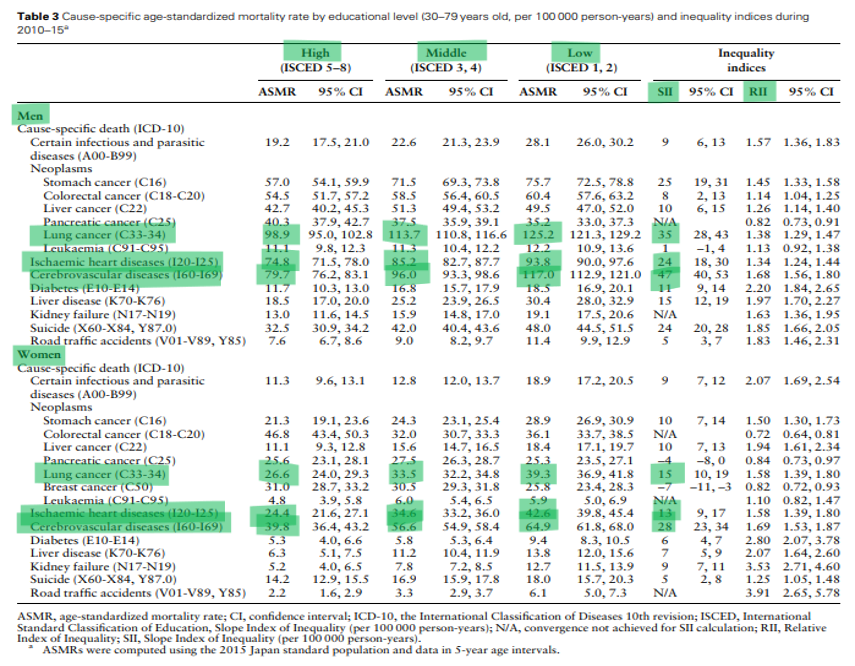 Table 3 Cause-specific age-standardized mortality rate by educational level (30–79 years old, per 100 000 person-years) and inequality indices during
2010–15a
High Middle Low Inequality
(ISCED 5–8) (ISCED 3, 4) (ISCED 1, 2) indices
ASMR 95% CI ASMR 95% CI ASMR 95% CI SII 95% CI RII 95% CI
Men
Cause-specific death (ICD-10)
Certain infectious and parasitic 19.2 17.5, 21.0 22.6 21.3, 23.9 28.1 26.0, 30.2 9 6, 13 1.57 1.36, 1.83
diseases (A00-B99)
Neoplasms
Stomach cancer (C16) 57.0 54.1, 59.9 71.5 69.3, 73.8 75.7 72.5, 78.8 25 19, 31 1.45 1.33, 1.58
Colorectal cancer (C18-C20) 54.5 51.7, 57.2 58.5 56.4, 60.5 60.4 57.6, 63.2 8 2, 13 1.14 1.04, 1.25
Liver cancer (C22) 42.7 40.2, 45.3 51.3 49.4, 53.2 49.5 47.0, 52.0 10 6, 15 1.26 1.14, 1.40
Pancreatic cancer (C25) 40.3 37.9, 42.7 37.5 35.9, 39.1 35.2 33.0, 37.3 N/A 0.82 0.73, 0.91
Lung cancer (C33-34) 98.9 95.0, 102.8 113.7 110.8, 116.6 125.2 121.3, 129.2 35 28, 43 1.38 1.29, 1.47
Leukaemia (C91-C95) 11.1 9.8, 12.3 11.3 10.4, 12.2 12.2 10.9, 13.6 1 −1, 4 1.13 0.92, 1.38
Ischaemic heart diseases (I20-I25) 74.8 71.5, 78.0 85.2 82.7, 87.7 93.8 90.0, 97.6 24 18, 30 1.34 1.24, 1.44
Cerebrovascular diseases (I60-I69) 79.7 76.2, 83.1 96.0 93.3, 98.6 117.0 112.9, 121.0 47 40, 53 1.68 1.56, 1.80
Diabetes (E10-E14) 11.7 10.3, 13.0 16.8 15.7, 17.9 18.5 16.9, 20.1 11 9, 14 2.20 1.84, 2.65
Liver disease (K70-K76) 18.5 17.0, 20.0 25.2 23.9, 26.5 30.4 28.0, 32.9 15 12, 19 1.97 1.70, 2.27
Kidney failure (N17-N19) 13.0 11.6, 14.5 15.9 14.8, 17.0 19.1 17.5, 20.6 N/A 1.63 1.36, 1.95
Suicide (X60-X84, Y87.0) 32.5 30.9, 34.2 42.0 40.4, 43.6 48.0 44.5, 51.5 24 20, 28 1.85 1.66, 2.05
Road traffic accidents (V01-V89, Y85) 7.6 6.7, 8.6 9.0 8.2, 9.7 11.4 9.9, 12.9 5 3, 7 1.83 1.46, 2.31
Women
Cause-specific death (ICD-10)
Certain infectious and parasitic 11.3 9.6, 13.1 12.8 12.0, 13.7 18.9 17.2, 20.5 9 7, 12 2.07 1.69, 2.54
diseases (A00-B99)
Neoplasms
Stomach cancer (C16) 21.3 19.1, 23.6 24.3 23.1, 25.4 28.9 26.9, 30.9 10 7, 14 1.50 1.30, 1.73
Colorectal cancer (C18-C20) 46.8 43.4, 50.3 32.0 30.7, 33.3 36.1 33.7, 38.5 N/A 0.72 0.64, 0.81
Liver cancer (C22) 11.1 9.3, 12.8 15.6 14.7, 16.5 18.4 17.1, 19.7 10 7, 13 1.94 1.61, 2.34
Pancreatic cancer (C25) 25.6 23.1, 28.1 27.5 26.3, 28.7 25.3 23.5, 27.1 −4 −8, 0 0.84 0.73, 0.97
Lung cancer (C33-34) 26.6 24.0, 29.3 33.5 32.2, 34.8 39.3 36.9, 41.8 15 10, 19 1.58 1.39, 1.80
Breast cancer (C50) 31.0 28.7, 33.2 30.5 29.3, 31.8 25.8 23.4, 28.3 −7 −11, −3 0.82 0.72, 0.93
Leukaemia (C91-C95) 4.8 3.9, 5.8 6.0 5.4, 6.5 5.9 5.0, 6.9 N/A 1.10 0.82, 1.47
Ischaemic heart diseases (I20-I25) 24.4 21.6, 27.1 34.6 33.2, 36.0 42.6 39.8, 45.4 13 9, 17 1.58 1.39, 1.80
Cerebrovascular diseases (I60-I69) 39.8 36.4, 43.2 56.6 54.9, 58.4 64.9 61.8, 68.0 28 23, 34 1.69 1.53, 1.87
Diabetes (E10-E14) 5.3 4.0, 6.6 5.8 5.3, 6.4 9.4 8.3, 10.5 6 4, 7 2.80 2.07, 3.78
Liver disease (K70-K76) 6.3 5.1, 7.5 11.2 10.4, 11.9 13.8 12.0, 15.6 7 5, 9 2.07 1.64, 2.60
Kidney failure (N17-N19) 5.2 4.0, 6.5 7.8 7.2, 8.5 12.7 11.5, 13.9 9 7, 11 3.53 2.71, 4.60
Suicide (X60-X84, Y87.0) 14.2 12.9, 15.5 16.9 15.9, 17.8 18.0 15.7, 20.3 5 2, 8 1.25 1.05, 1.48
Road traffic accidents (V01-V89, Y85) 2.2 1.6, 2.9 3.3 2.9, 3.7 6.1 5.0, 7.3 N/A 3.91 2.65, 5.78
ASMR, age-standardized mortality rate; CI, confidence interval; ICD-10, the International Classification of Diseases 10th revision; ISCED, International
Standard Classification of Education, Slope Index of Inequality (per 100 000 person-years); N/A, convergence not achieved for SII calculation; RII, Relative
Index of Inequality; SII, Slope Index of Inequality (per 100 000 person-years).
a ASMRs were computed using the 2015 Japan standard population and data in 5-year age intervals.